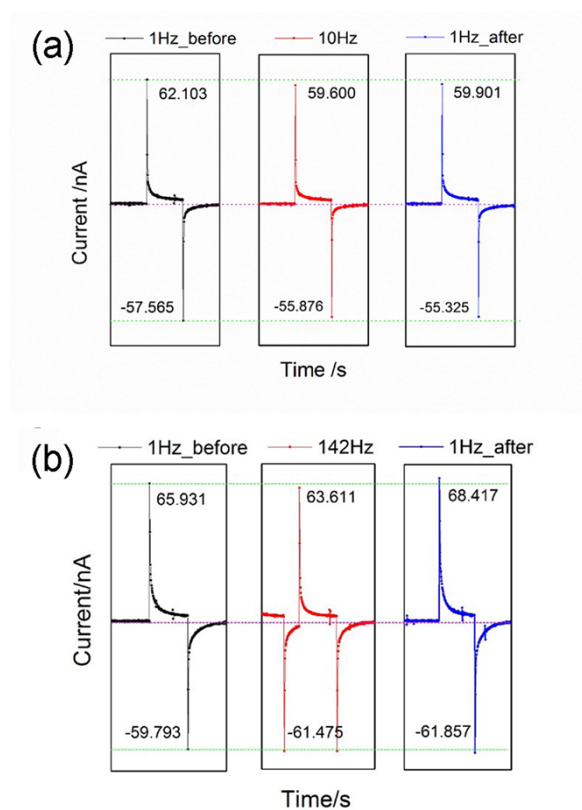 (a)
1Hz_before 10Hz 1Hz_after
62.103 59.600 59.901
Current /nA
-57.565 -55.876 -55.325
Time /s
(b)
1Hz_before 142Hz 1Hz_after
65.931 63.611 68.417
Current/nA
-59.793 -61.475 -61.857
Time/s